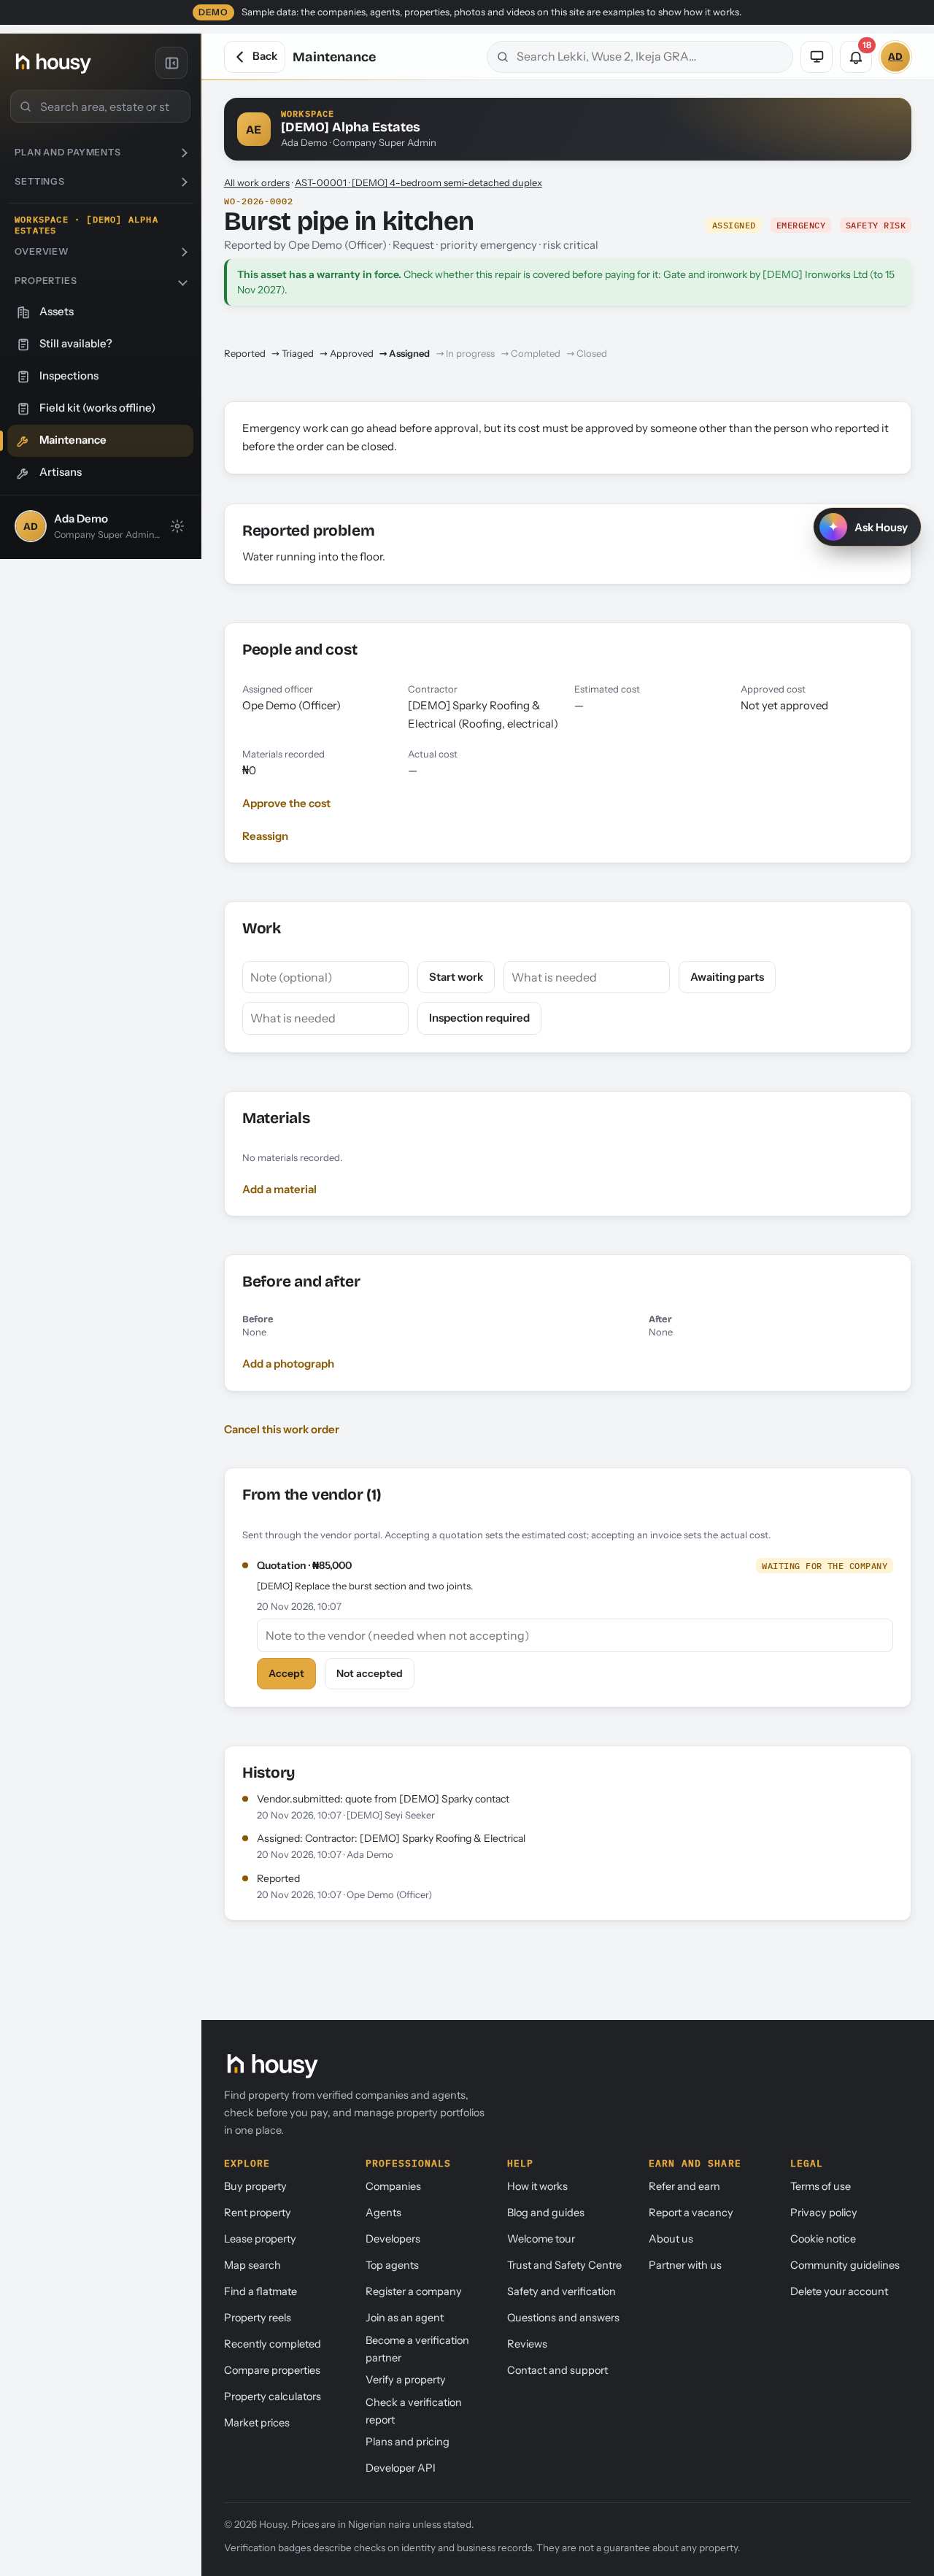 DEMO Sample data: the companies, agents, properties, photos and videos on this site are examples to show how it works.
housy
Search area, estate or st
PLAN AND PAYMENTS
SETTINGS
WORKSPACE · [DEMO] ALPHA
ESTATES
OVERVIEW
PROPERTIES
Assets
Still available?
Inspections
Field kit (works offline)
Maintenance
Artisans
AD
Ada Demo
Company Super Admin...
Back
Maintenance
Search Lekki, Wuse 2, Ikeja GRA...
18
AD
AE
WORKSPACE
[DEMO] Alpha Estates
Ada Demo · Company Super Admin
All work orders · AST-00001 · [DEMO] 4-bedroom semi-detached duplex
WO-2026-0002
Burst pipe in kitchen
ASSIGNED EMERGENCY SAFETY RISK
Reported by Ope Demo (Officer) · Request · priority emergency · risk critical
This asset has a warranty in force. Check whether this repair is covered before paying for it: Gate and ironwork by [DEMO] Ironworks Ltd (to 15
Nov 2027).
Reported → Triaged → Approved → Assigned → In progress → Completed → Closed
Emergency work can go ahead before approval, but its cost must be approved by someone other than the person who reported it
before the order can be closed.
Reported problem
Water running into the floor.
Ask Housy
People and cost
Assigned officer
Ope Demo (Officer)
Contractor
[DEMO] Sparky Roofing &
Electrical (Roofing, electrical)
Estimated cost
—
Approved cost
Not yet approved
Materials recorded
₦0
Actual cost
—
Approve the cost
Reassign
Work
Note (optional) Start work What is needed Awaiting parts
What is needed Inspection required
Materials
No materials recorded.
Add a material
Before and after
Before
None
After
None
Add a photograph
Cancel this work order
From the vendor (1)
Sent through the vendor portal. Accepting a quotation sets the estimated cost; accepting an invoice sets the actual cost.
Quotation · ₦85,000 WAITING FOR THE COMPANY
[DEMO] Replace the burst section and two joints.
20 Nov 2026, 10:07
Note to the vendor (needed when not accepting)
Accept Not accepted
History
Vendor.submitted: quote from [DEMO] Sparky contact
20 Nov 2026, 10:07 · [DEMO] Seyi Seeker
Assigned: Contractor: [DEMO] Sparky Roofing & Electrical
20 Nov 2026, 10:07 · Ada Demo
Reported
20 Nov 2026, 10:07 · Ope Demo (Officer)
housy
Find property from verified companies and agents,
check before you pay, and manage property portfolios
in one place.
EXPLORE
Buy property
Rent property
Lease property
Map search
Find a flatmate
Property reels
Recently completed
Compare properties
Property calculators
Market prices
PROFESSIONALS
Companies
Agents
Developers
Top agents
Register a company
Join as an agent
Become a verification
partner
Verify a property
Check a verification
report
Plans and pricing
Developer API
HELP
How it works
Blog and guides
Welcome tour
Trust and Safety Centre
Safety and verification
Questions and answers
Reviews
Contact and support
EARN AND SHARE
Refer and earn
Report a vacancy
About us
Partner with us
LEGAL
Terms of use
Privacy policy
Cookie notice
Community guidelines
Delete your account
© 2026 Housy. Prices are in Nigerian naira unless stated.
Verification badges describe checks on identity and business records. They are not a guarantee about any property.